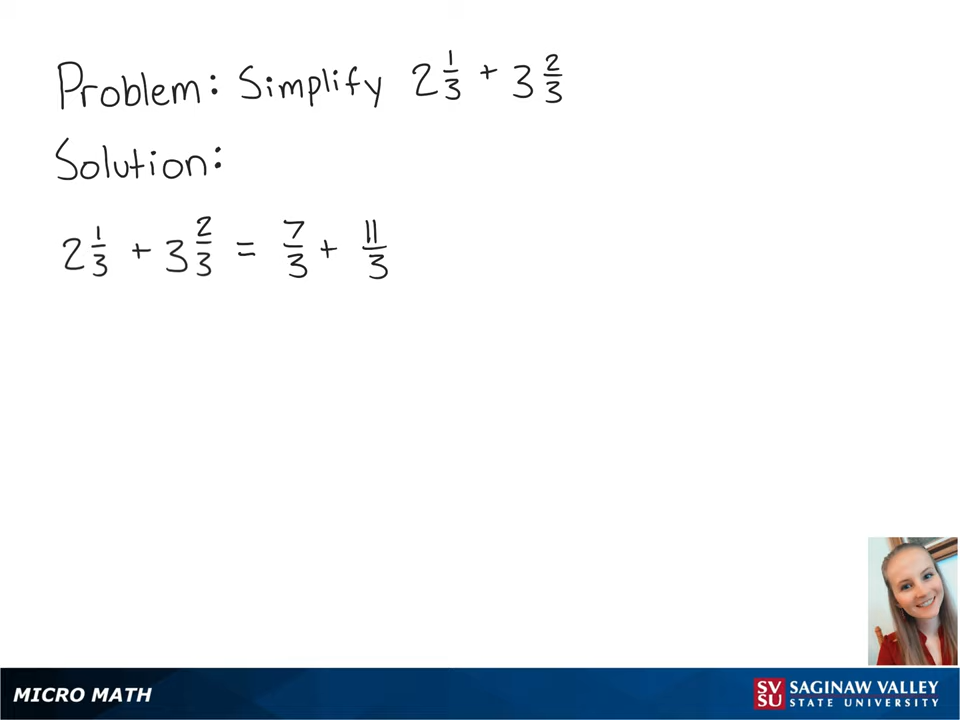 Problem: Simplify 2 1/3 + 3 2/3
Solution:
2 1/3 + 3 2/3 = 7/3 + 11/3
MICRO MATH
SV SU SAGINAW VALLEY STATE UNIVERSITY